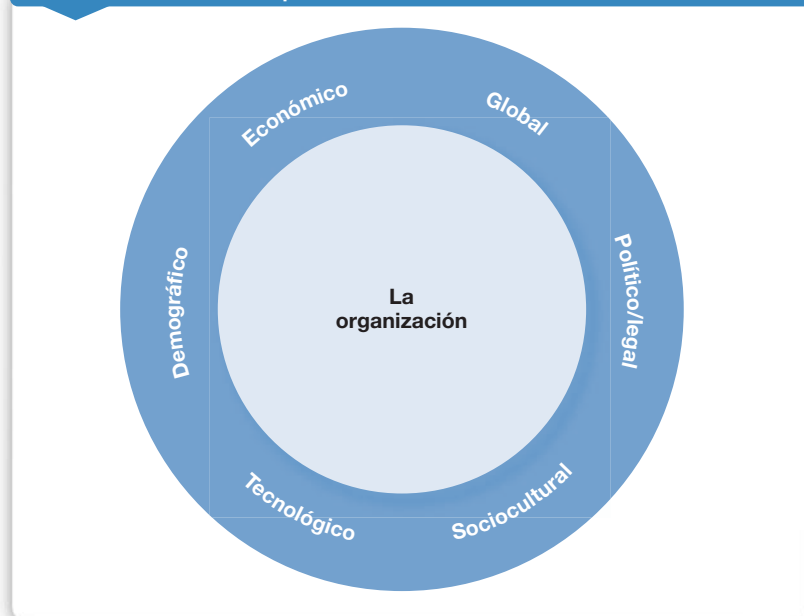 Económico
Global
Demográfico
Político/legal
La
organización
Tecnológico
Sociocultural